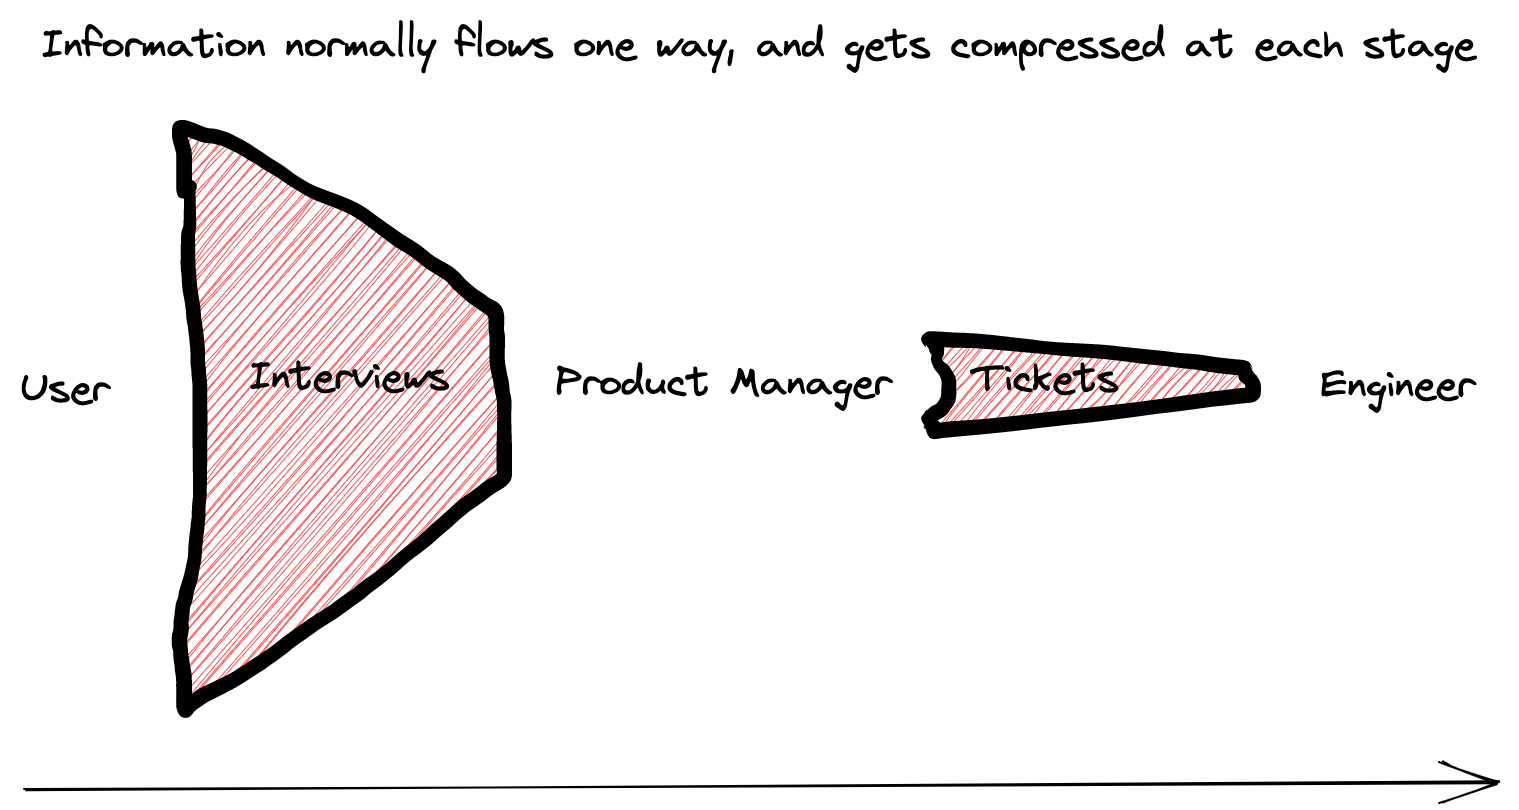 Information normally flows one way, and gets compressed at each stage
User
Interviews
Product Manager
Tickets
Engineer